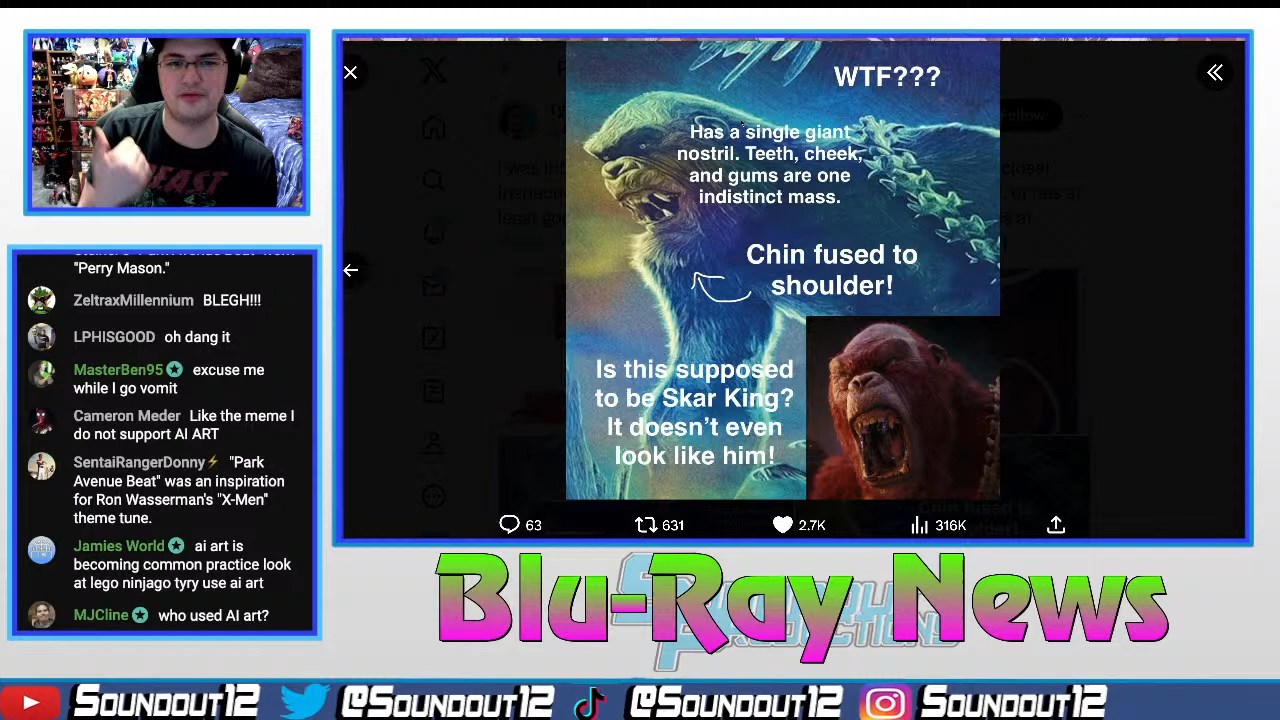 BEAST
"Perry Mason."
ZeltraxMillennium BLEGH!!!
LPHISGOOD oh dang it
MasterBen95 excuse me
while I go vomit
Cameron Meder Like the meme I
do not support AI ART
SentaiRangerDonny "Park
Avenue Beat" was an inspiration
for Ron Wasserman's "X-Men"
theme tune.
Jamies World ai art is
becoming common practice look
at lego ninjago tyry use ai art
MJCline who used AI art?
WTF???
Has a single giant
nostril. Teeth, cheek,
and gums are one
indistinct mass.
Chin fused to
shoulder!
Is this supposed
to be Skar King?
It doesn't even
look like him!
63 631 2.7K 316K
Blu-Ray News
SOUNDOUT12 @SOUNDOUT12 @SOUNDOUT12 SOUNDOUT12